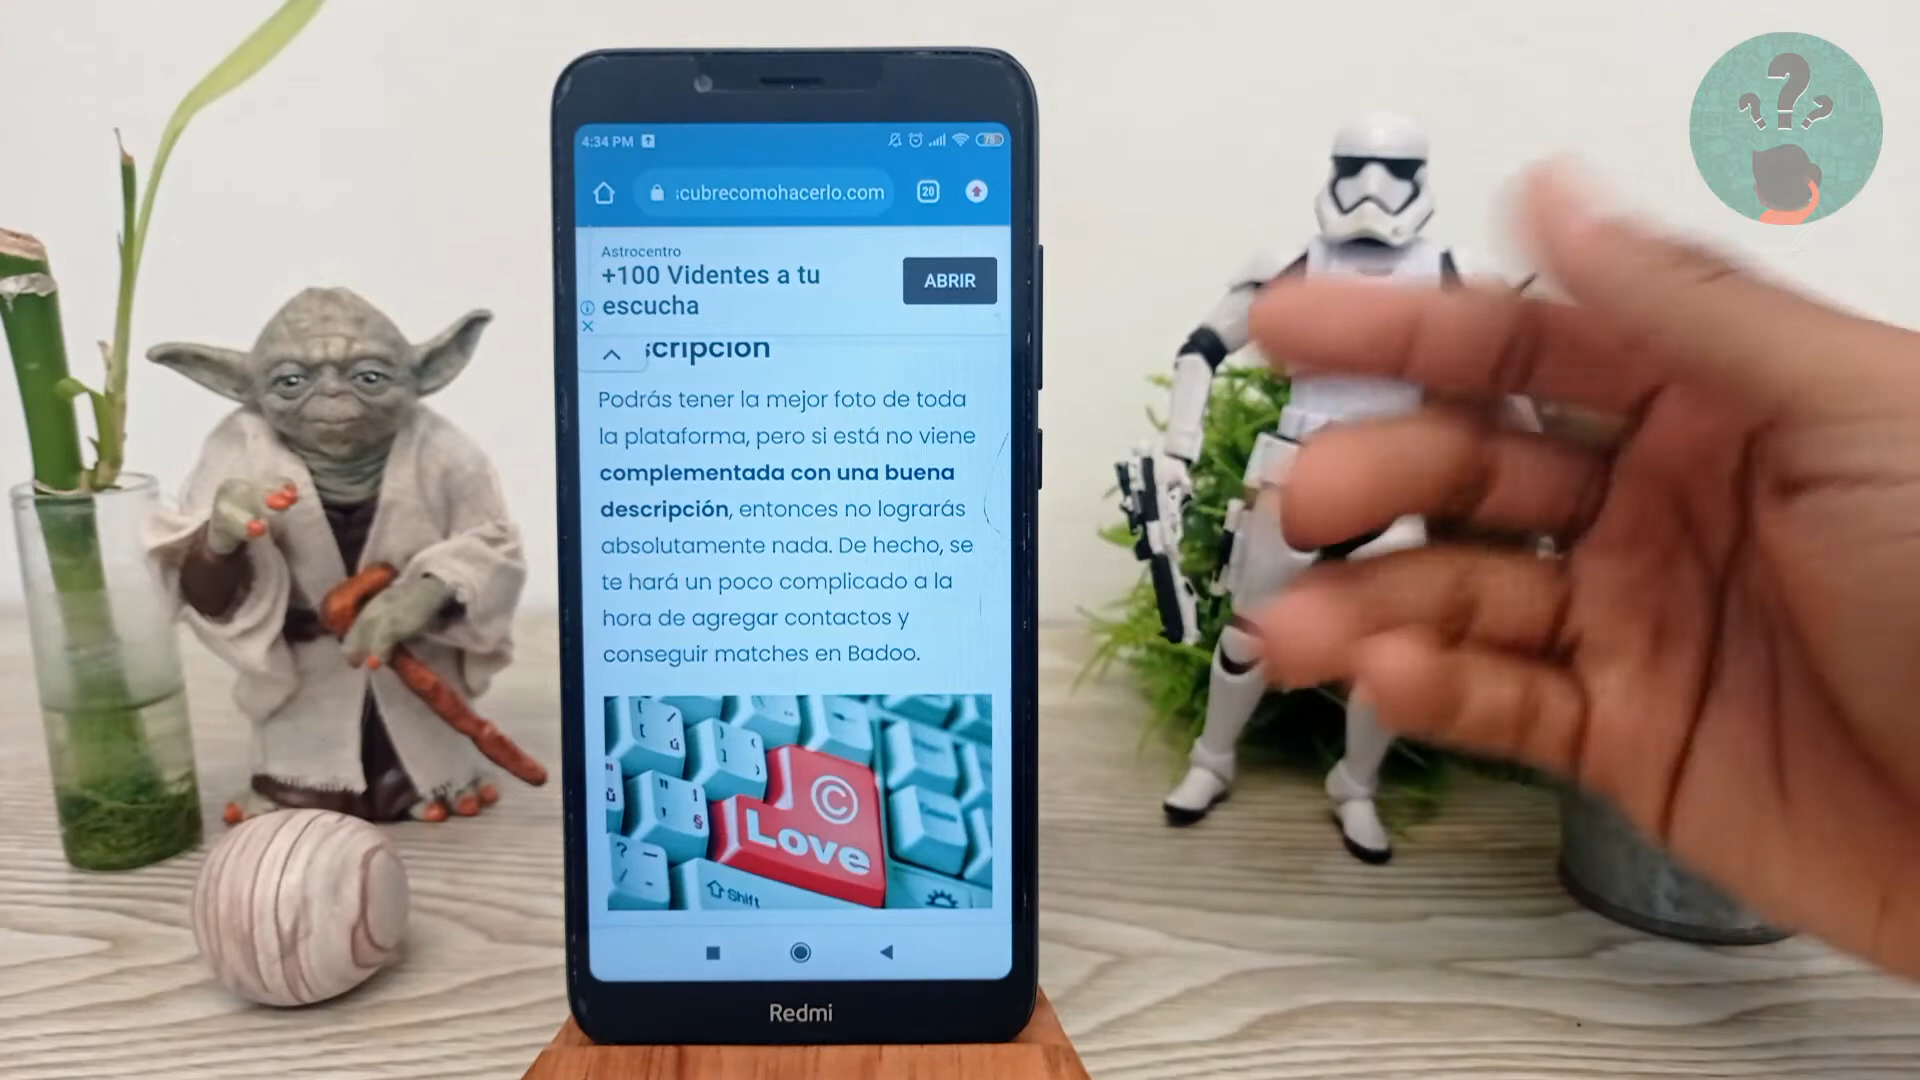 4:34 PM
75
:cubrecomohacerlo.com
20
Astrocentro
+100 Videntes a tu
escucha
ABRIR
scripción
Podrás tener la mejor foto de toda
la plataforma, pero si está no viene
complementada con una buena
descripción, entonces no lograrás
absolutamente nada. De hecho, se
te hará un poco complicado a la
hora de agregar contactos y
conseguir matches en Badoo.
©
Love
Shift
Redmi